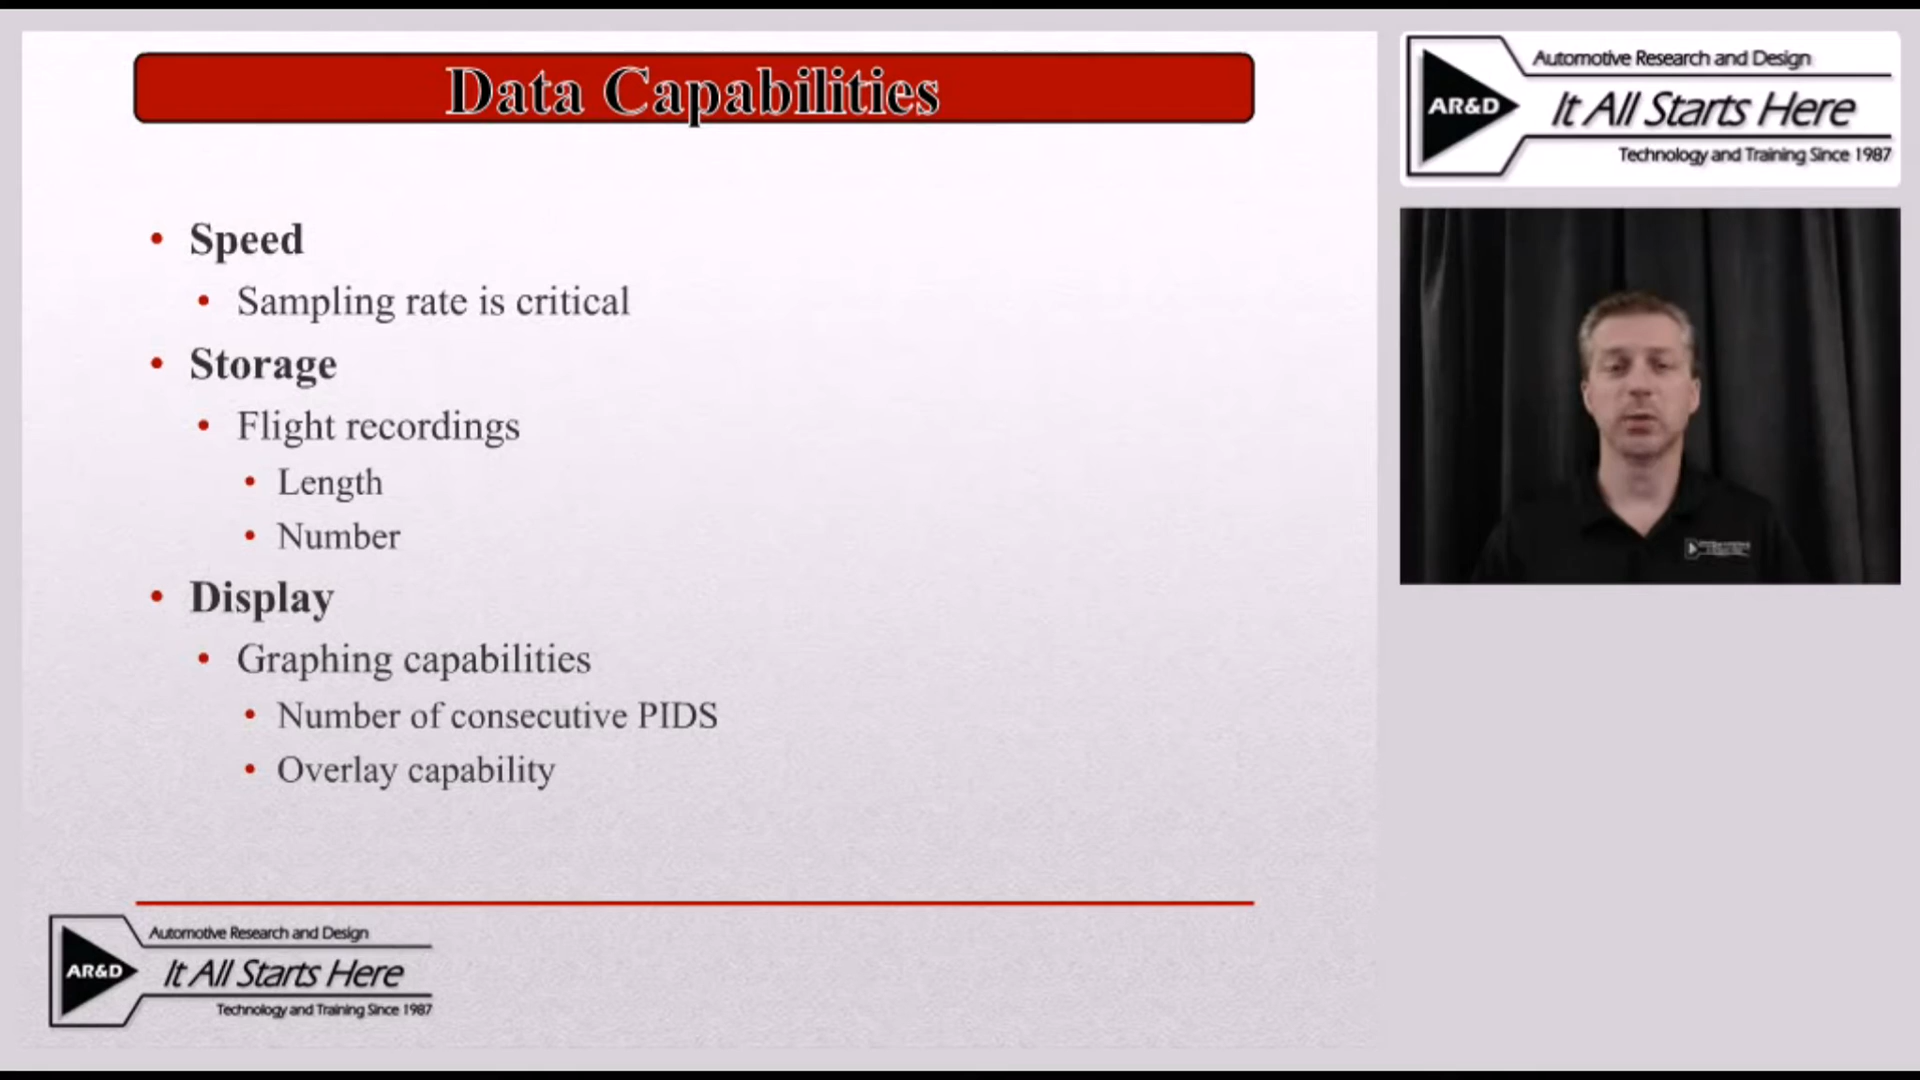 Data Capabilities
Speed
Sampling rate is critical
Storage
Flight recordings
Length
Number
Display
Graphing capabilities
Number of consecutive PIDS
Overlay capability
Automotive Research and Design
AR&D
It All Starts Here
Technology and Training Since 1987
Automotive Research and Design
AR&D
It All Starts Here
Technology and Training Since 1987